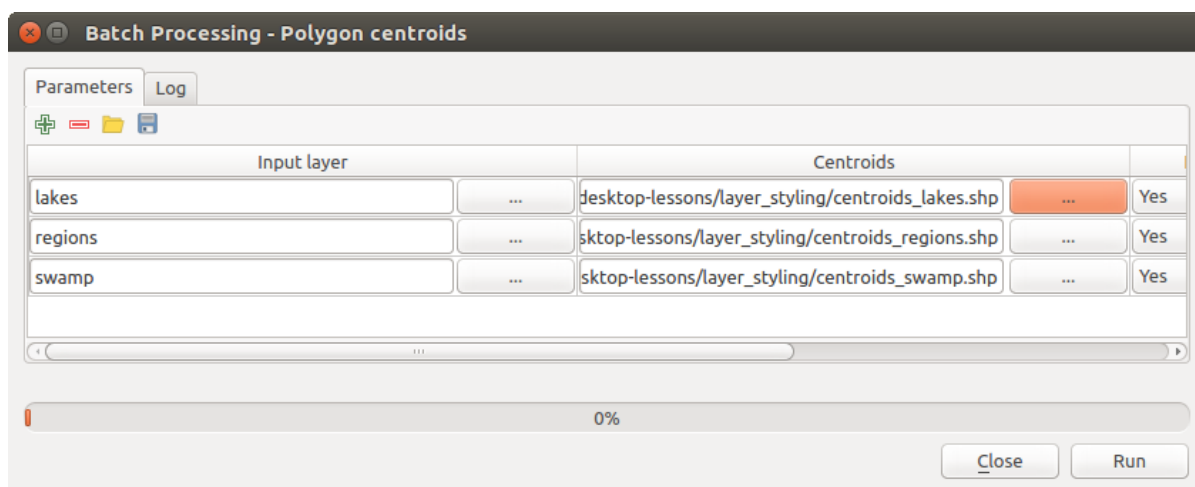 Batch Processing - Polygon centroids
Parameters Log
Input layer Centroids
lakes ... desktop-lessons/layer_styling/centroids_lakes.shp ... Yes
regions ... sktop-lessons/layer_styling/centroids_regions.shp ... Yes
swamp ... sktop-lessons/layer_styling/centroids_swamp.shp ... Yes
0%
Close Run